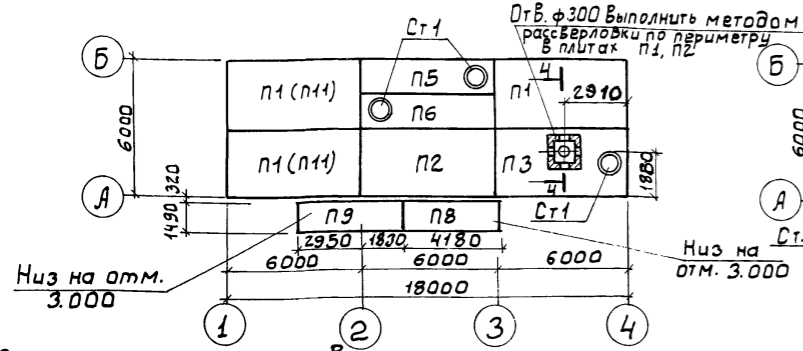 Отв. ф300 Выполнить методом
рассверловки по периметру
в плитах П1, П2
Ст1
Б
П1 (П11)
П5
П6
П1
4
2910
Б
6000
6000
П1 (П11)
П2
П3
4
1880
А
320
1490
П9
П8
Ст1
А
Ст.
2950
1830
4180
6000
6000
6000
Низ на отм.
3.000
Низ на
отм. 3.000
18000
1
2
3
4